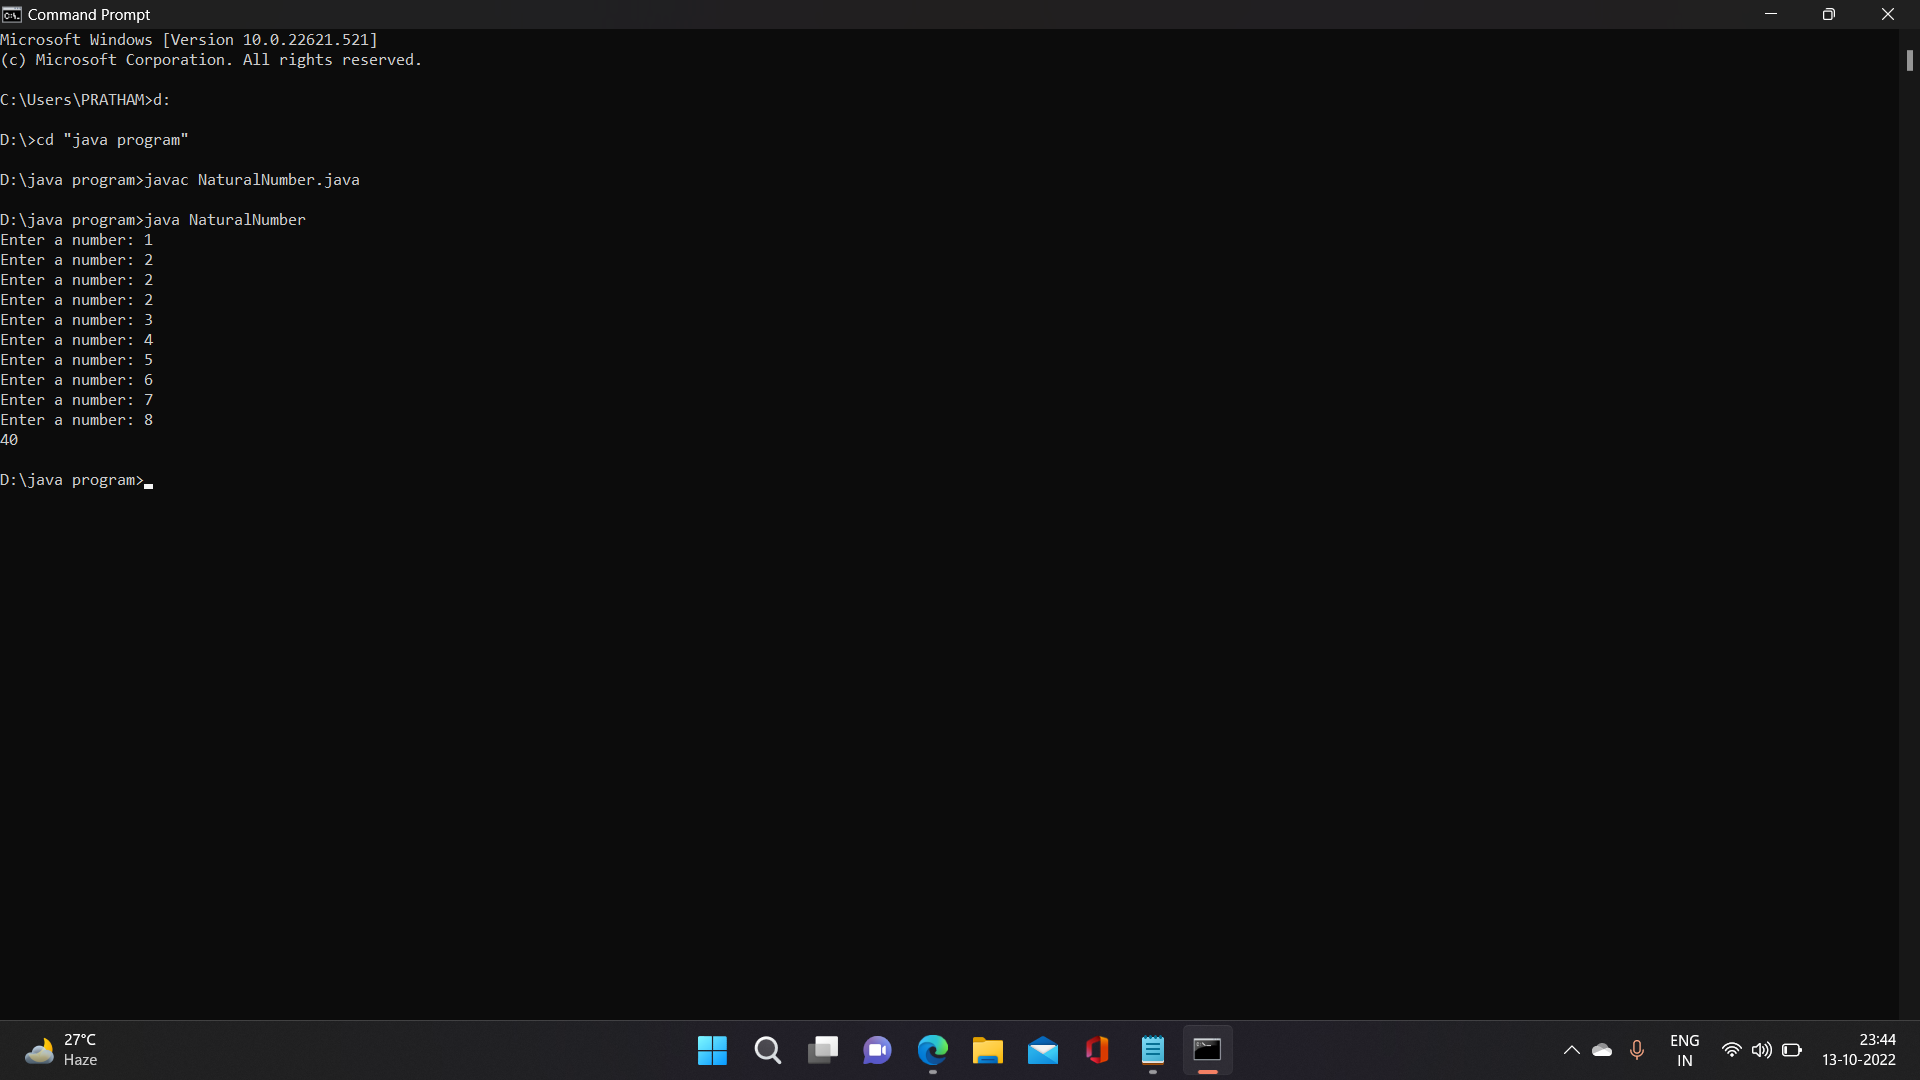 Command Prompt
Microsoft Windows [Version 10.0.22621.521]
(c) Microsoft Corporation. All rights reserved.
C:\Users\PRATHAM>d:
D:\>cd "java program"
D:\java program>javac NaturalNumber.java
D:\java program>java NaturalNumber
Enter a number: 1
Enter a number: 2
Enter a number: 2
Enter a number: 2
Enter a number: 3
Enter a number: 4
Enter a number: 5
Enter a number: 6
Enter a number: 7
Enter a number: 8
40
D:\java program>
27°C
Haze
ENG
IN
23:44
13-10-2022